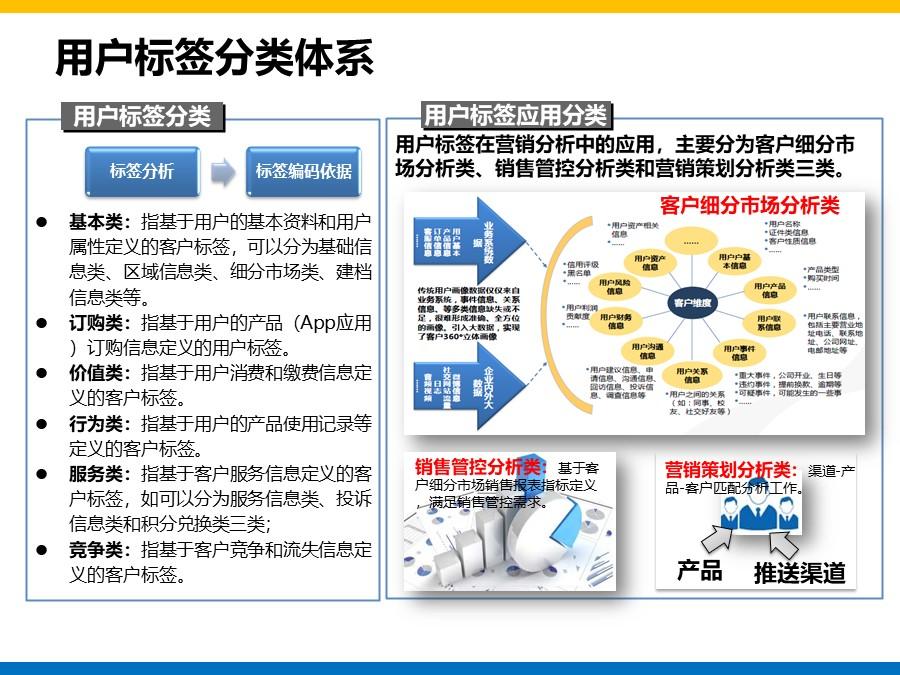 用户标签分类体系
用户标签分类
标签分析
标签编码依据
● 基本类：指基于用户的基本资料和用户
属性定义的客户标签，可以分为基础信
息类、区域信息类、细分市场类、建档
信息类等。
● 订购类：指基于用户的产品（App应用
）订购信息定义的用户标签。
● 价值类：指基于用户消费和缴费信息定
义的客户标签。
● 行为类：指基于用户的产品使用记录等
定义的客户标签。
● 服务类：指基于客户服务信息定义的客
户标签，如可以分为服务信息类、投诉
信息类和积分兑换类三类;
● 竞争类：指基于客户竞争和流失信息定
义的客户标签。
用户标签应用分类
用户标签在营销分析中的应用，主要分为客户细分市
场分析类、销售管控分析类和营销策划分析类三类。
客户细分市场分析类
业务系统数据
用户基本
产品信息
订单信息
客服信息
……
传统用户画像数据仅仅来自
业务系统，事件信息、关系
信息、等多类信息缺失或不
足，很难形成准确、全方位
的画像。引入大数据，实现
了客户360°立体画像
企业内外大数据
微博信息
社交网站流量
日志
音频视频
……
客户维度
……
用户户基
本信息
用户产品
信息
用户联
系信息
用户事件
信息
用户关系
信息
用户沟通
信息
用户财务
信息
用户风险
信息
用户资产
信息
•用户资产相关
信息
•……
•用户名称
•证件类信息
•客户性质信息
•……
•信用评级
•黑名单
•……
•产品类型
•购买时间
•……
•用户利润
贡献度
•……
•用户联系信息，
包括主要营业地
址电话、联系地
址、公司网址、
电邮地址等
•用户建议信息、申
请信息、沟通信息、
回访信息、投诉信
息、调查信息等
•用户之间的关系
（如：同事、校
友、社交好友等）
•重大事件，公司开业、生日等
•违约事件，提前换款、逾期等
•可疑事件，可能发生的一些事
•……
销售管控分析类：基于客
户细分市场销售报表指标定义
，满足销售管控需求。
营销策划分析类：渠道-产
品-客户匹配分析工作。
产品
推送渠道